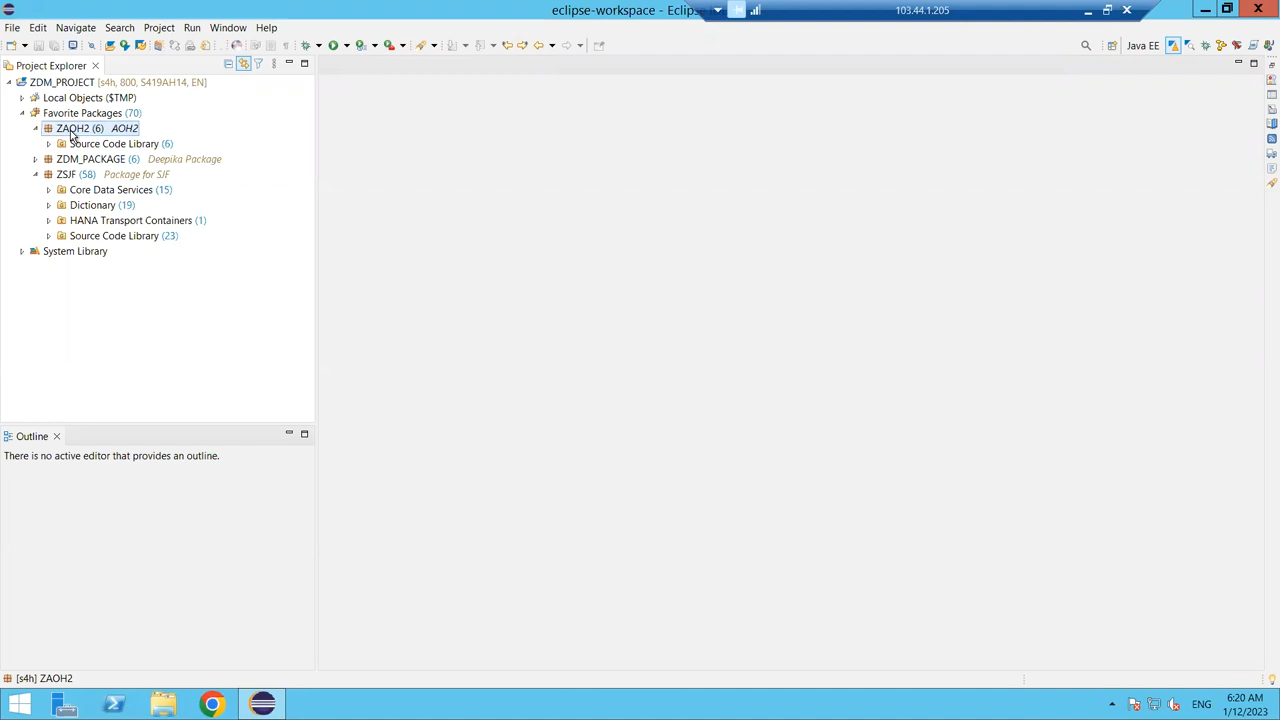 eclipse-workspace - Eclipse
103.44.1.205
File Edit Navigate Search Project Run Window Help
Java EE
Project Explorer
ZDM_PROJECT [s4h, 800, S419AH14, EN]
Local Objects ($TMP)
Favorite Packages (70)
ZAOH2 (6) AOH2
Source Code Library (6)
ZDM_PACKAGE (6) Deepika Package
ZSJF (58) Package for SJF
Core Data Services (15)
Dictionary (19)
HANA Transport Containers (1)
Source Code Library (23)
System Library
Outline
There is no active editor that provides an outline.
[s4h] ZAOH2
ENG
6:20 AM
1/12/2023